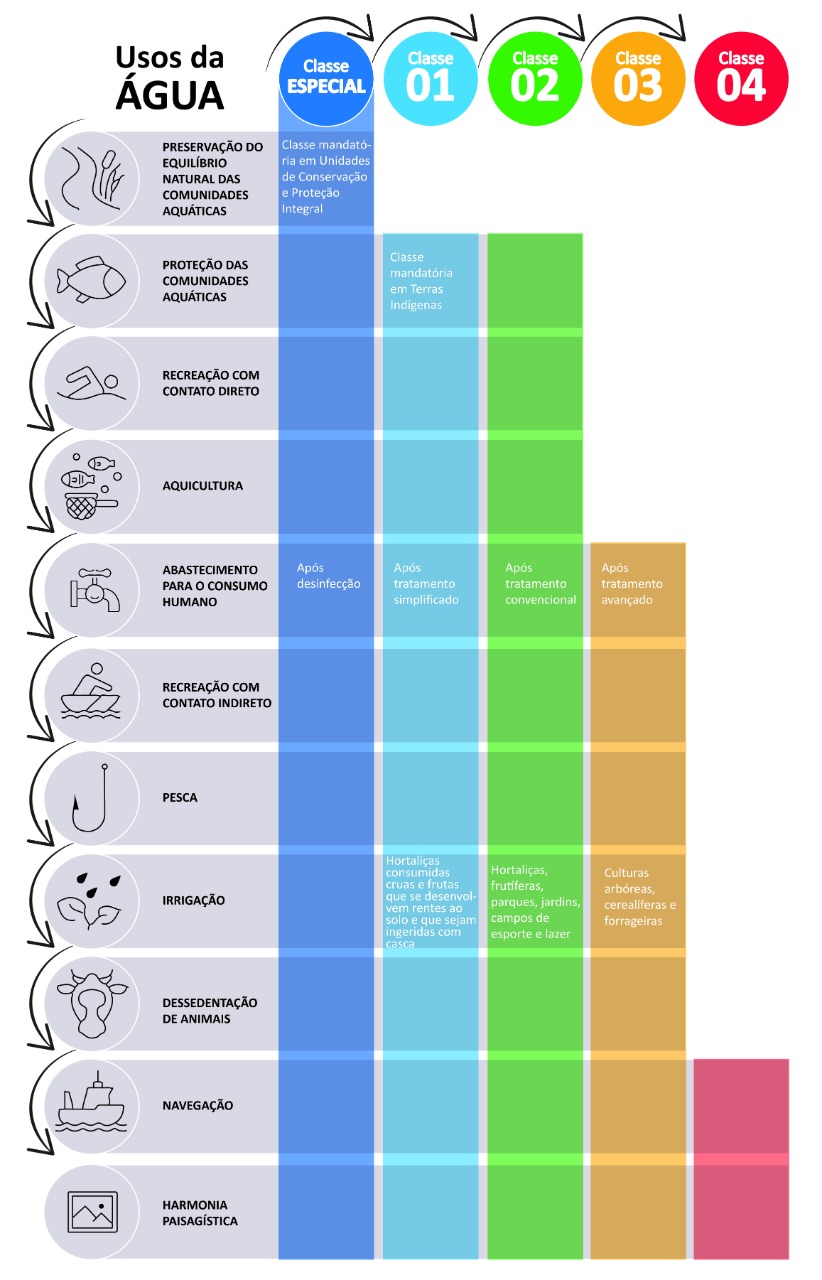 Usos da
ÁGUA
Classe
ESPECIAL
Classe
01
Classe
02
Classe
03
Classe
04
PRESERVAÇÃO DO
EQUILÍBRIO
NATURAL DAS
COMUNIDADES
AQUÁTICAS
Classe mandató-
ria em Unidades
de Conservação
e Proteção
Integral
PROTEÇÃO DAS
COMUNIDADES
AQUÁTICAS
Classe
mandatória
em Terras
Indígenas
RECREAÇÃO COM
CONTATO DIRETO
AQUICULTURA
ABASTECIMENTO
PARA O CONSUMO
HUMANO
Após
desinfecção
Após
tratamento
simplificado
Após
tratamento
convencional
Após
tratamento
avançado
RECREAÇÃO COM
CONTATO INDIRETO
PESCA
IRRIGAÇÃO
Hortaliças
consumidas
cruas e frutas
que se desenvol-
vem rentes ao
solo e que sejam
ingeridas com
casca
Hortaliças,
frutíferas,
parques, jardins,
campos de
esporte e lazer
Culturas
arbóreas,
cerealíferas e
forrageiras
DESSEDENTAÇÃO
DE ANIMAIS
NAVEGAÇÃO
HARMONIA
PAISAGÍSTICA